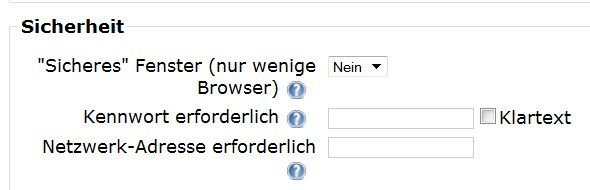 Sicherheit
"Sicheres" Fenster (nur wenige
Browser)
Nein
Kennwort erforderlich
Klartext
Netzwerk-Adresse erforderlich